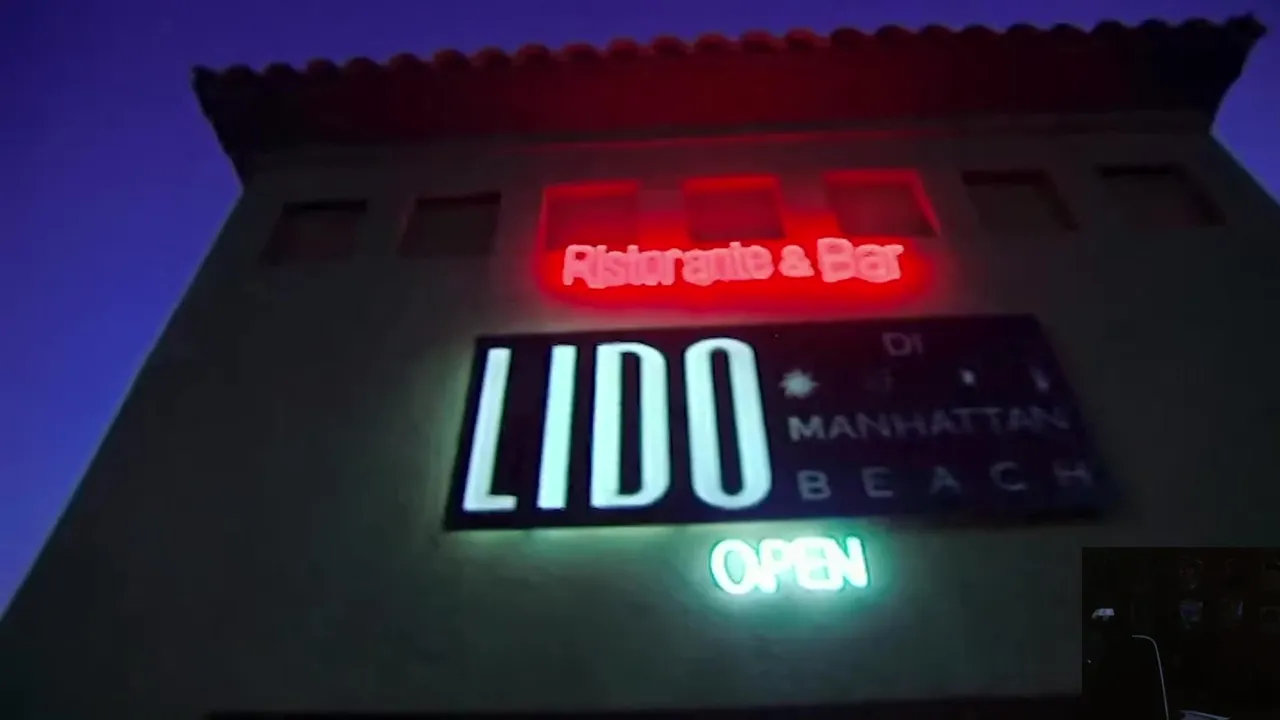 Ristorante & Bar
LIDO
DI
MANHATTAN
BEACH
OPEN